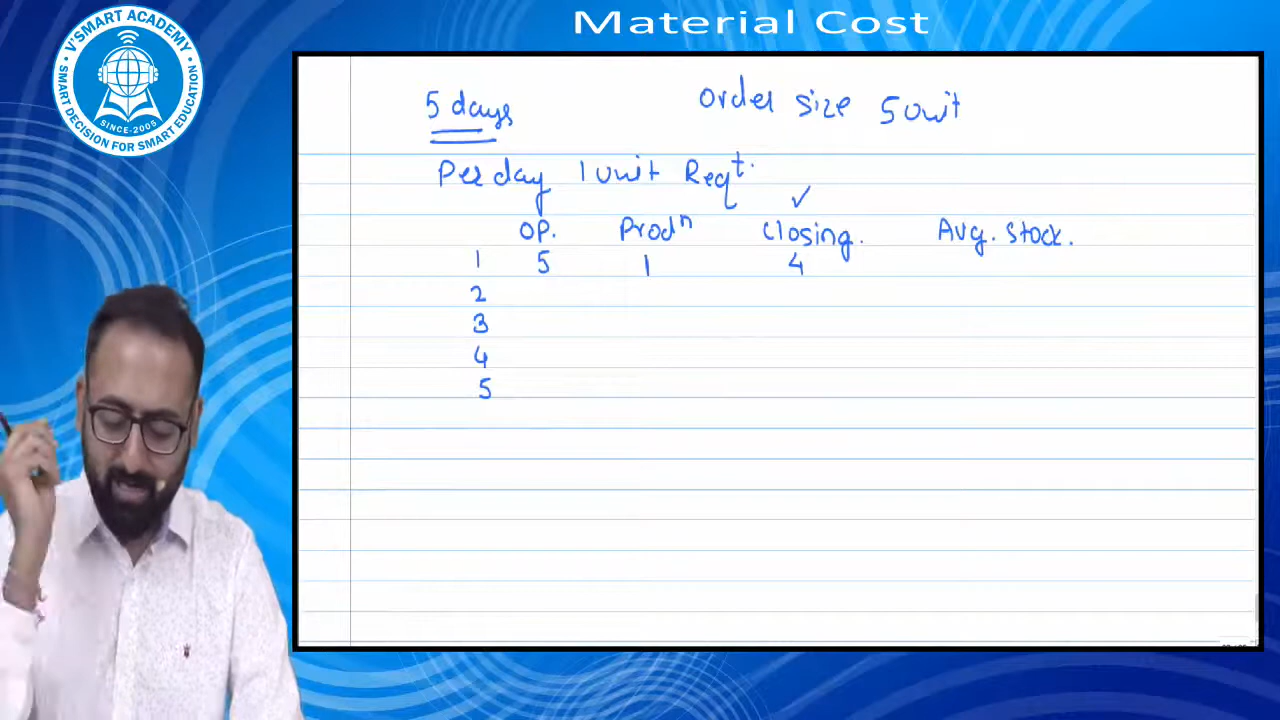 Material Cost
V'SMART ACADEMY
SINCE-2005
SMART DECISION FOR SMART EDUCATION
5 days Order size 5 unit
Per day 1 unit Reqt.
OP. Prodn Closing. Avg. Stock.
1 5 1 4
2
3
4
5